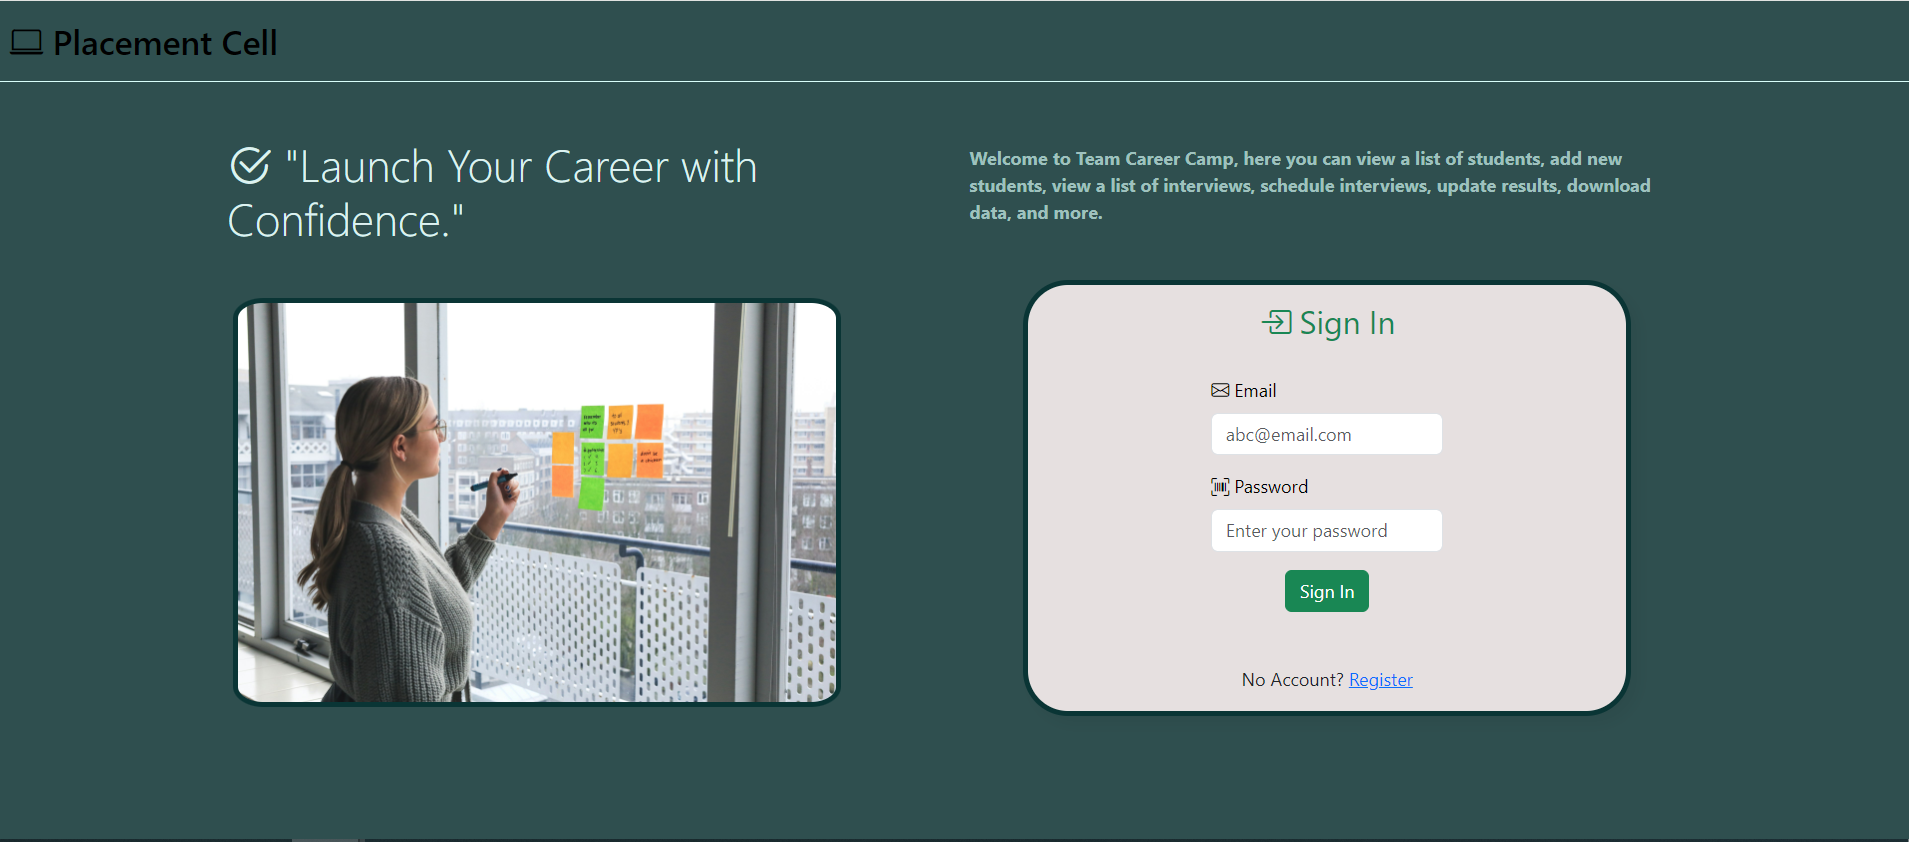 Placement Cell
"Launch Your Career with
Confidence."
Welcome to Team Career Camp, here you can view a list of students, add new
students, view a list of interviews, schedule interviews, update results, download
data, and more.
Sign In
Email
abc@email.com
Password
Enter your password
Sign In
No Account? Register